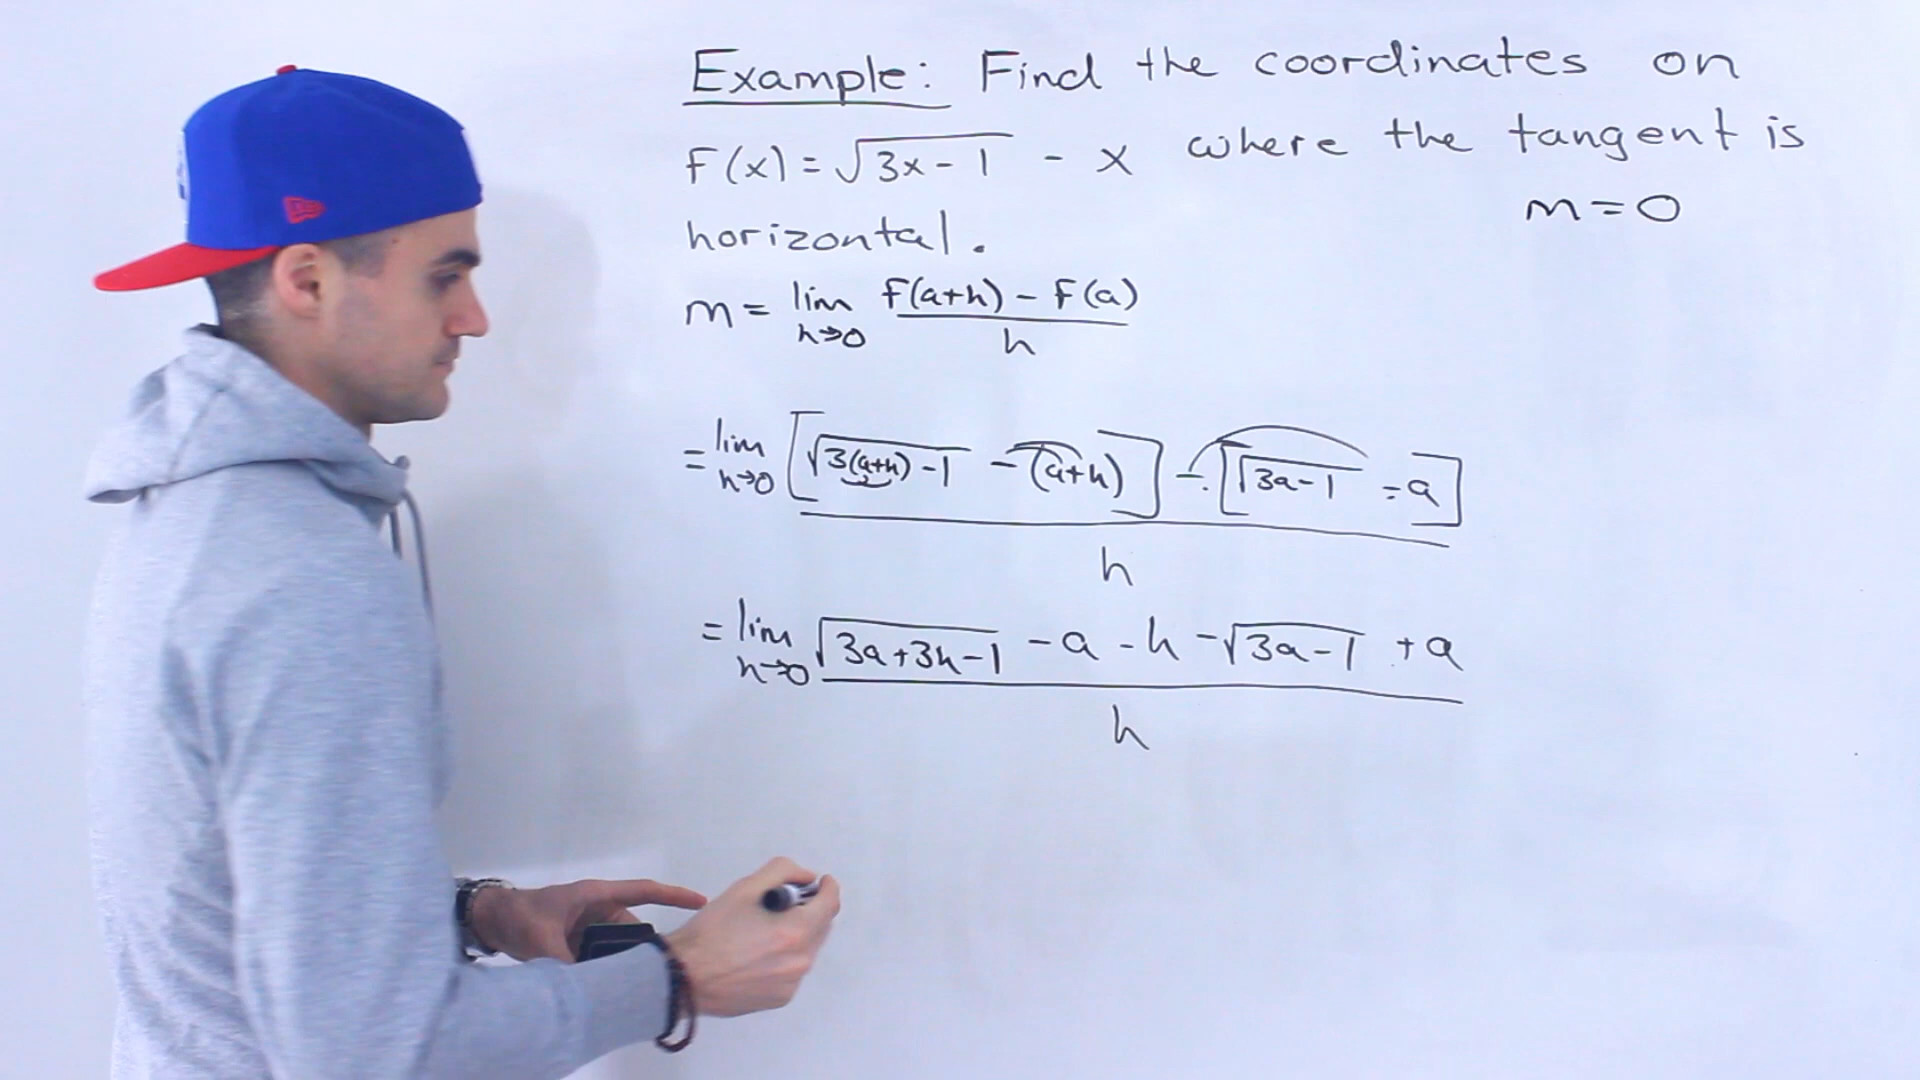 Example: Find the coordinates on
f(x) = √(3x - 1) - x where the tangent is
m = 0
horizontal.
m = lim h→0 (f(a+h) - f(a)) / h
= lim h→0 ([√(3(a+h) - 1) - (a+h)] - [√(3a - 1) - a]) / h
= lim h→0 (√(3a + 3h - 1) - a - h - √(3a - 1) + a) / h